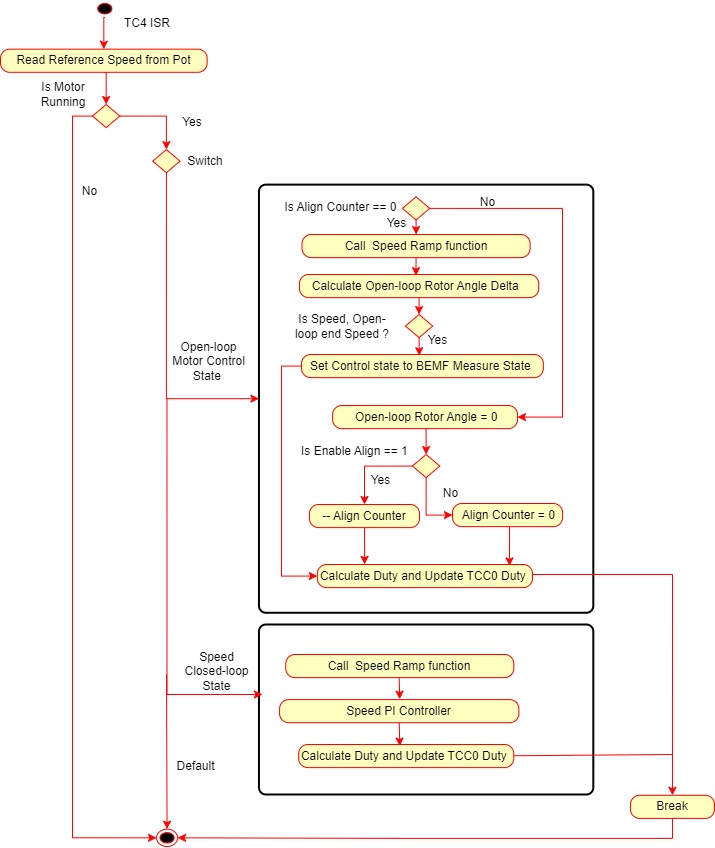 TC4 ISR
Read Reference Speed from Pot
Is Motor
Running
Yes
Switch
No
Is Align Counter == 0
No
Yes
Call  Speed Ramp function
Calculate Open-loop Rotor Angle Delta
Is Speed, Open-
loop end Speed ?
Yes
Open-loop
Motor Control
State
Set Control state to BEMF Measure State
Open-loop Rotor Angle = 0
Is Enable Align == 1
Yes
No
-- Align Counter
Align Counter = 0
Calculate Duty and Update TCC0 Duty
Speed
Closed-loop
State
Call  Speed Ramp function
Speed PI Controller
Calculate Duty and Update TCC0 Duty
Default
Break